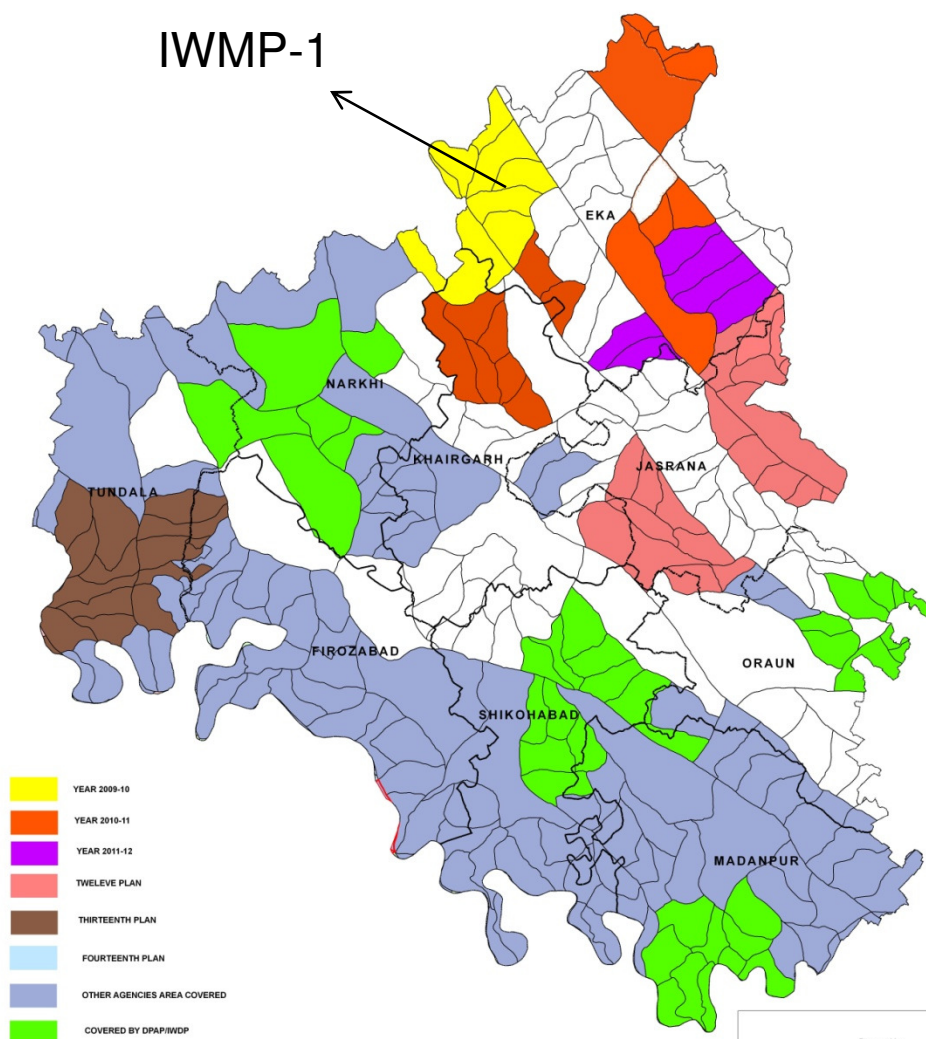 IWMP-1
EKA
NARKHI
KHAIRGARH
JASRANA
TUNDALA
FIROZABAD
ORAUN
SHIKOHABAD
MADANPUR
YEAR 2009-10
YEAR 2010-11
YEAR 2011-12
TWELEVE PLAN
THIRTEENTH PLAN
FOURTEENTH PLAN
OTHER AGENCIES AREA COVERED
COVERED BY DPAP/IWDP